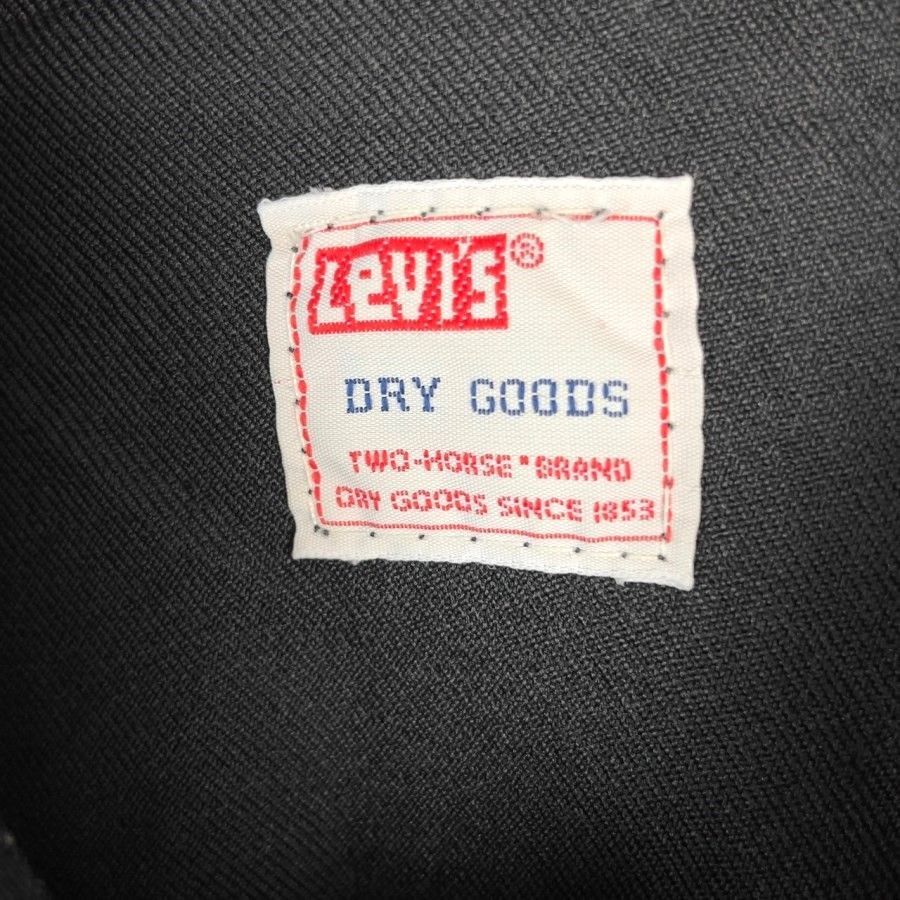 LEVI'S ®
DRY GOODS
TWO-HORSE "BRAND
DRY GOODS SINCE 1853